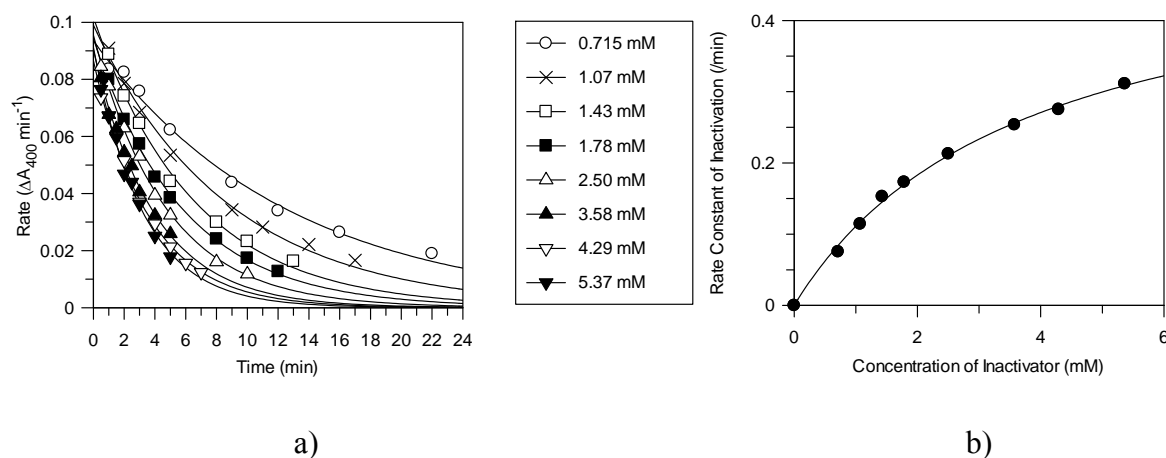 0.1
0.08
0.06
0.04
0.02
0
Rate (ΔA400 min-1)
0 2 4 6 8 10 12 14 16 18 20 22 24
Time (min)
a)
0.715 mM
1.07 mM
1.43 mM
1.78 mM
2.50 mM
3.58 mM
4.29 mM
5.37 mM
0.4
0.2
0
Rate Constant of Inactivation (/min)
0 2 4 6
Concentration of Inactivator (mM)
b)